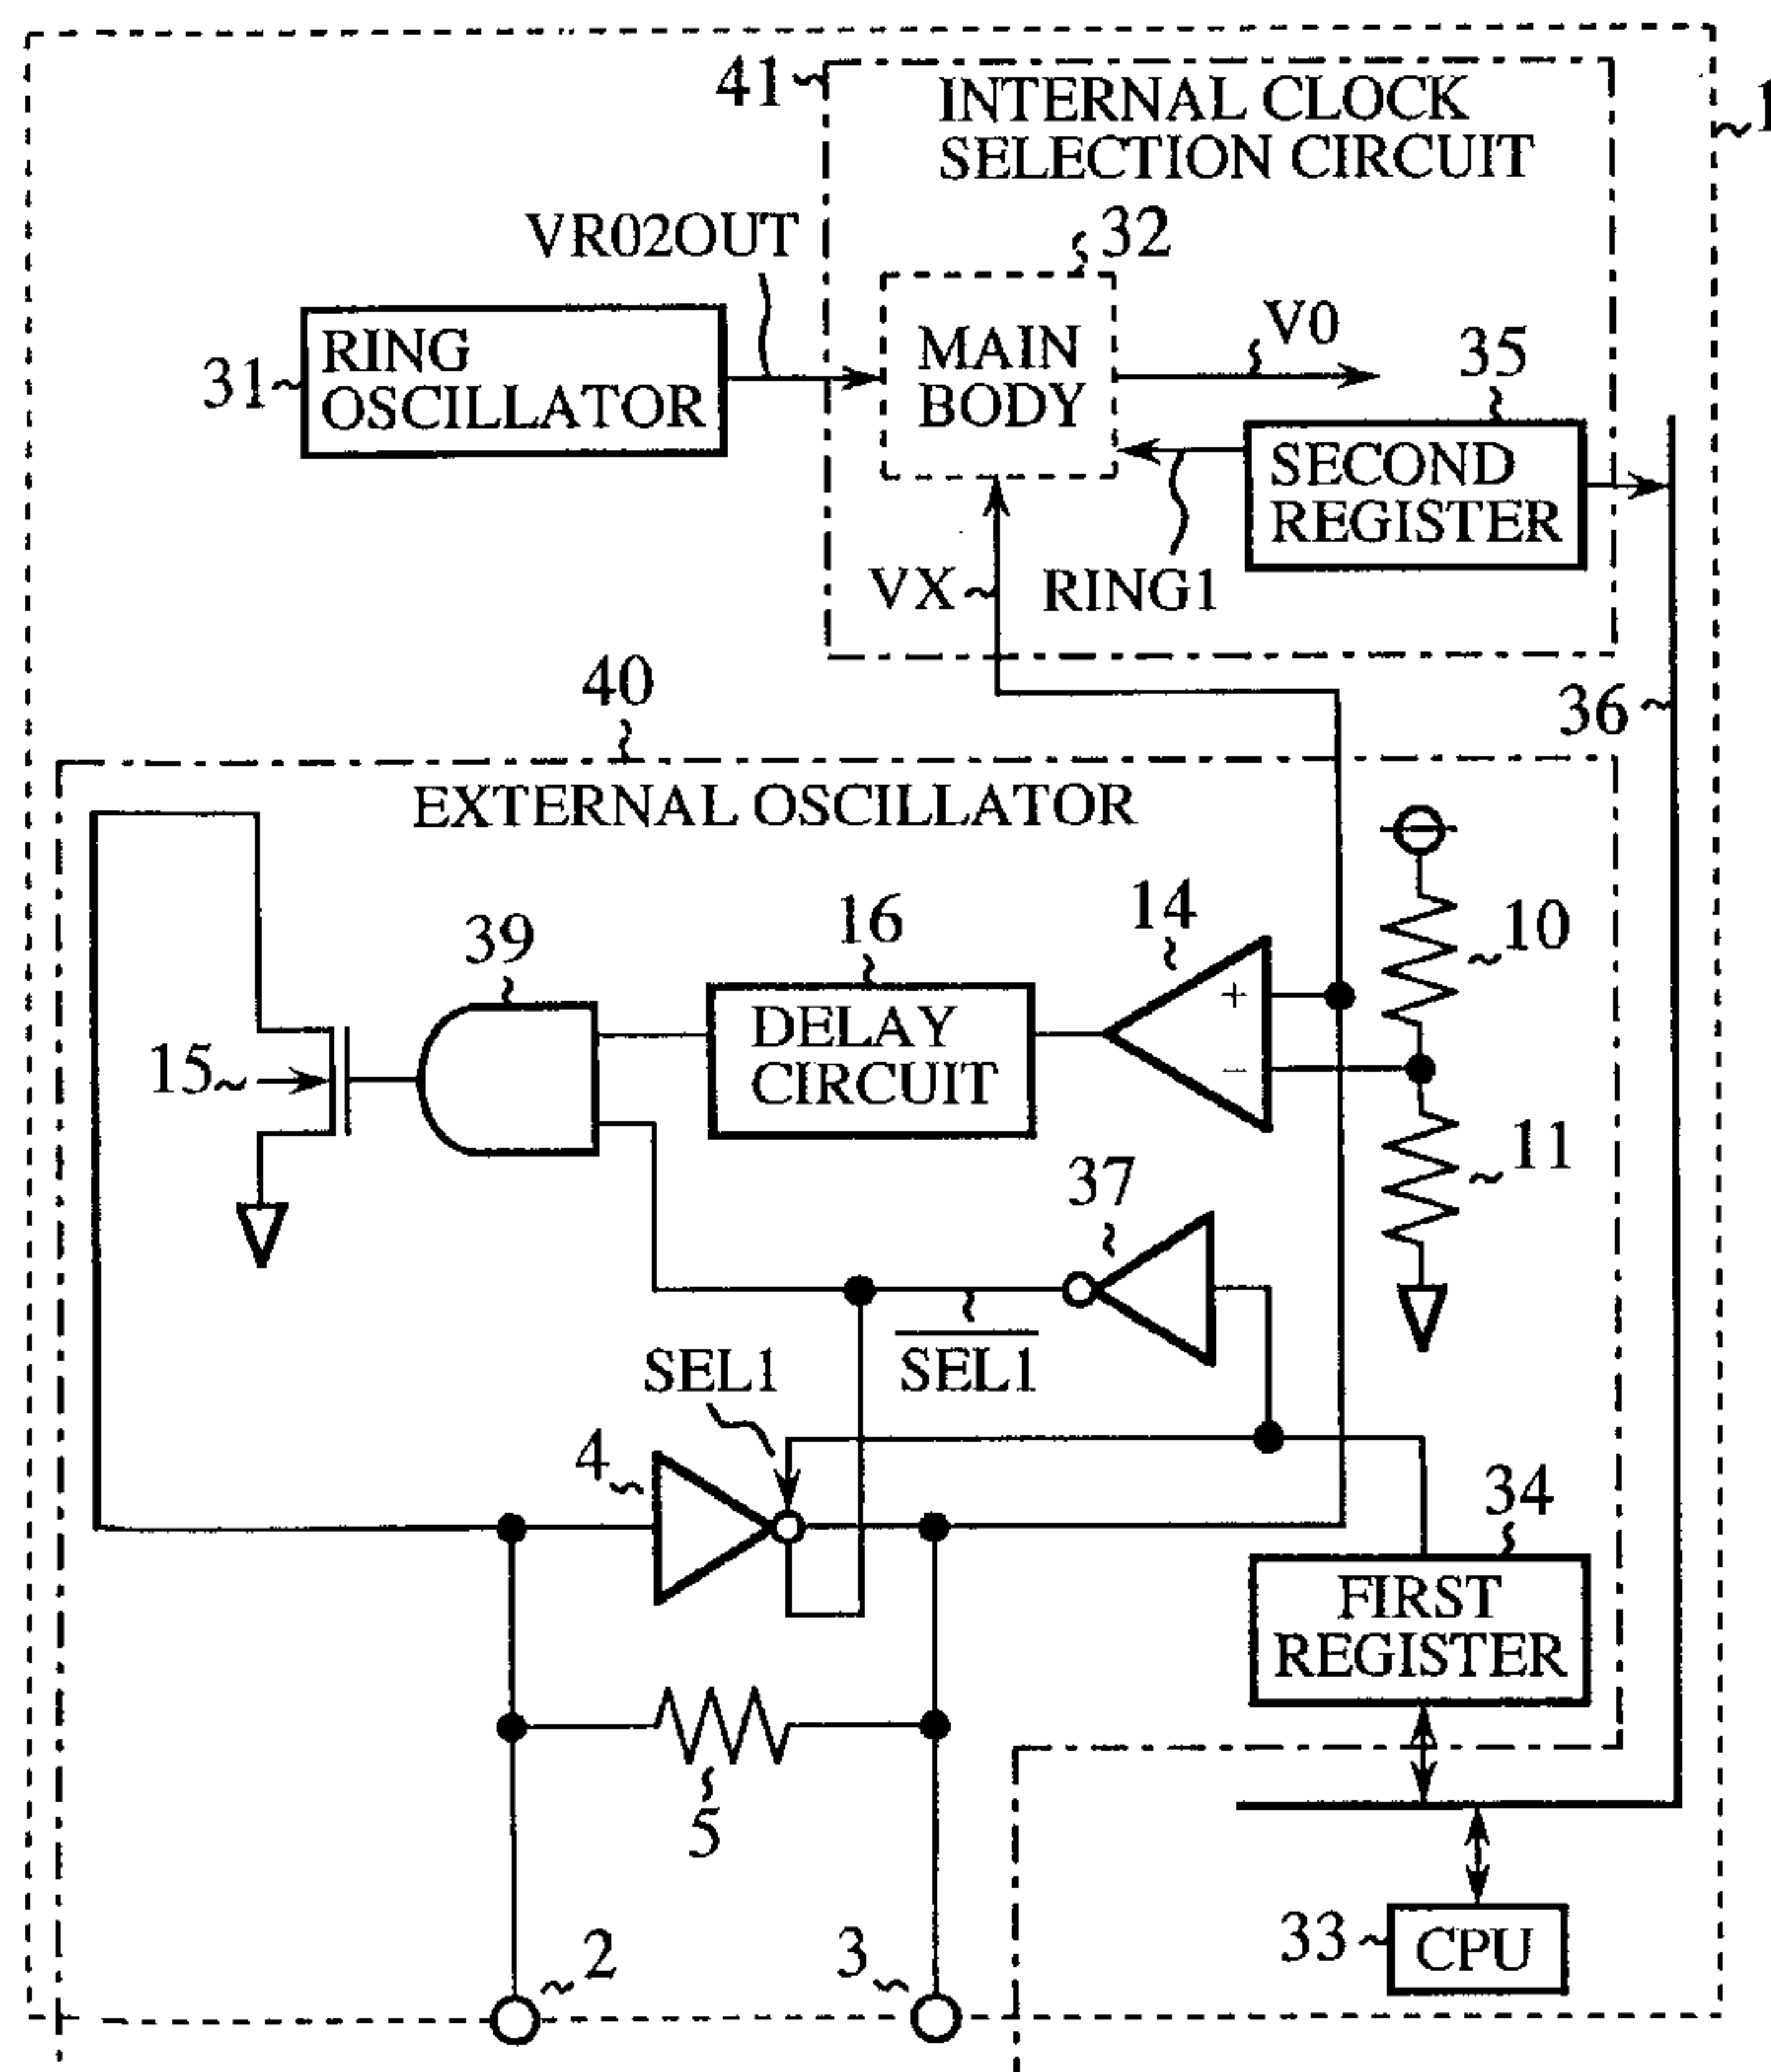 41
INTERNAL CLOCK
SELECTION CIRCUIT
1
VR02OUT
32
31
RING
OSCILLATOR
MAIN
BODY
V0
35
SECOND
REGISTER
VX
RING1
40
36
EXTERNAL OSCILLATOR
39
16
14
10
DELAY
CIRCUIT
+
−
15
37
11
SEL1
SEL1
4
34
FIRST
REGISTER
5
2
3
33
CPU